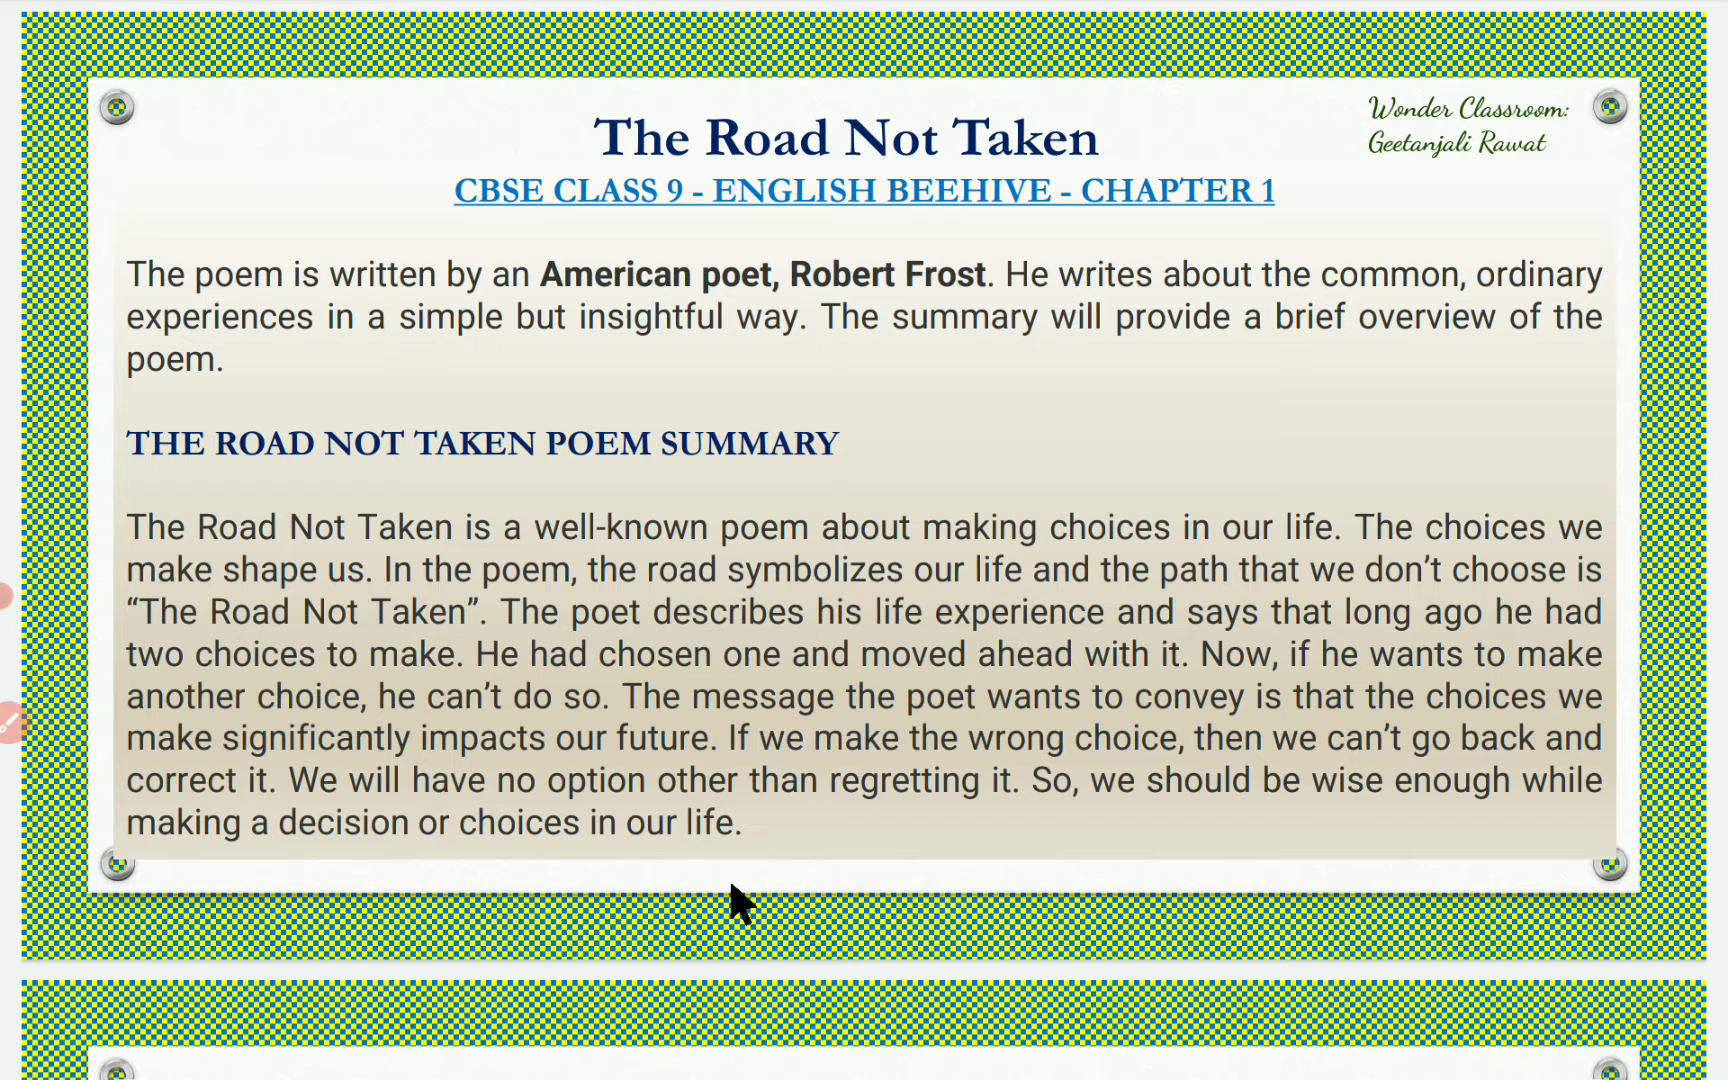 Wonder Classroom:
Geetanjali Rawat
The Road Not Taken
CBSE CLASS 9 - ENGLISH BEEHIVE - CHAPTER 1
The poem is written by an American poet, Robert Frost. He writes about the common, ordinary
experiences in a simple but insightful way. The summary will provide a brief overview of the
poem.
THE ROAD NOT TAKEN POEM SUMMARY
The Road Not Taken is a well-known poem about making choices in our life. The choices we
make shape us. In the poem, the road symbolizes our life and the path that we don’t choose is
“The Road Not Taken”. The poet describes his life experience and says that long ago he had
two choices to make. He had chosen one and moved ahead with it. Now, if he wants to make
another choice, he can’t do so. The message the poet wants to convey is that the choices we
make significantly impacts our future. If we make the wrong choice, then we can’t go back and
correct it. We will have no option other than regretting it. So, we should be wise enough while
making a decision or choices in our life.